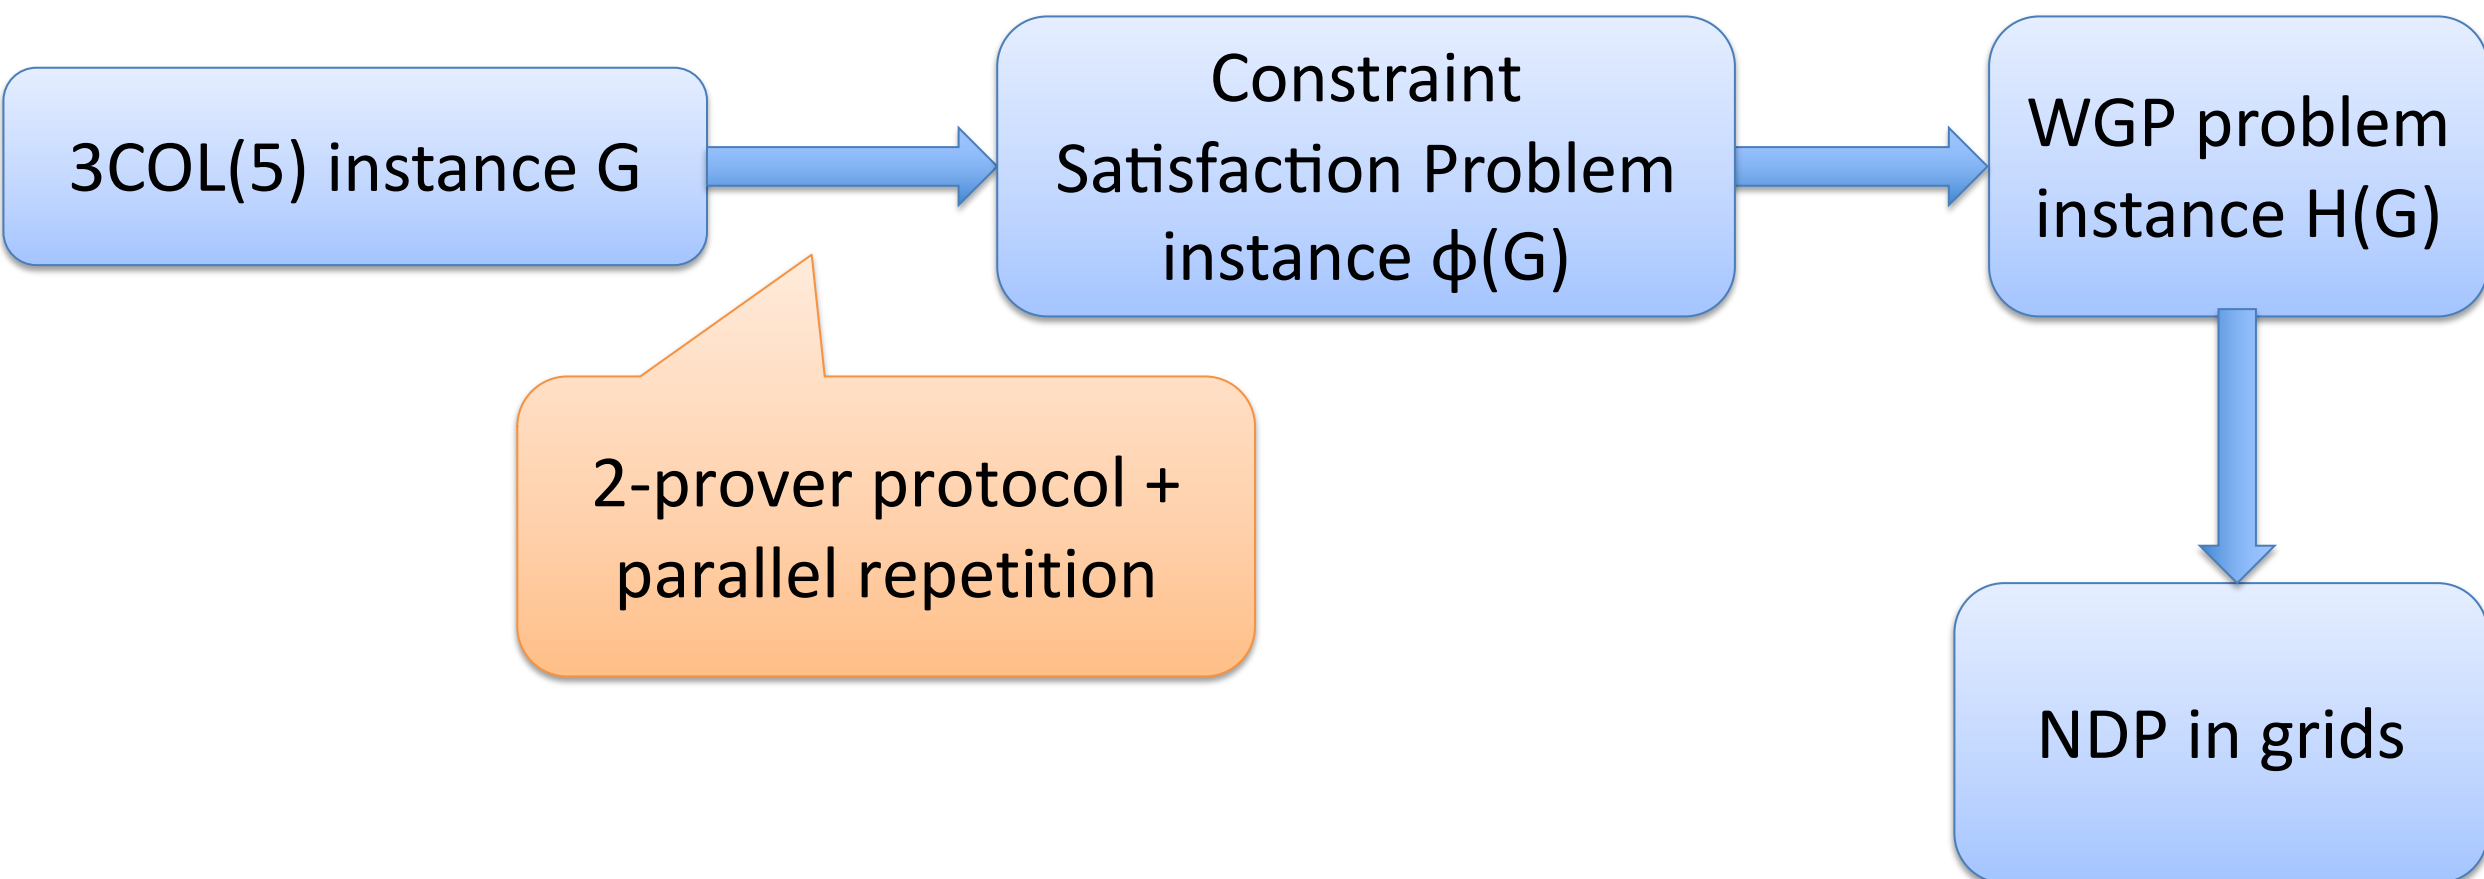 3COL(5) instance G
Constraint
Satisfaction Problem
instance ϕ(G)
WGP problem
instance H(G)
2-prover protocol +
parallel repetition
NDP in grids